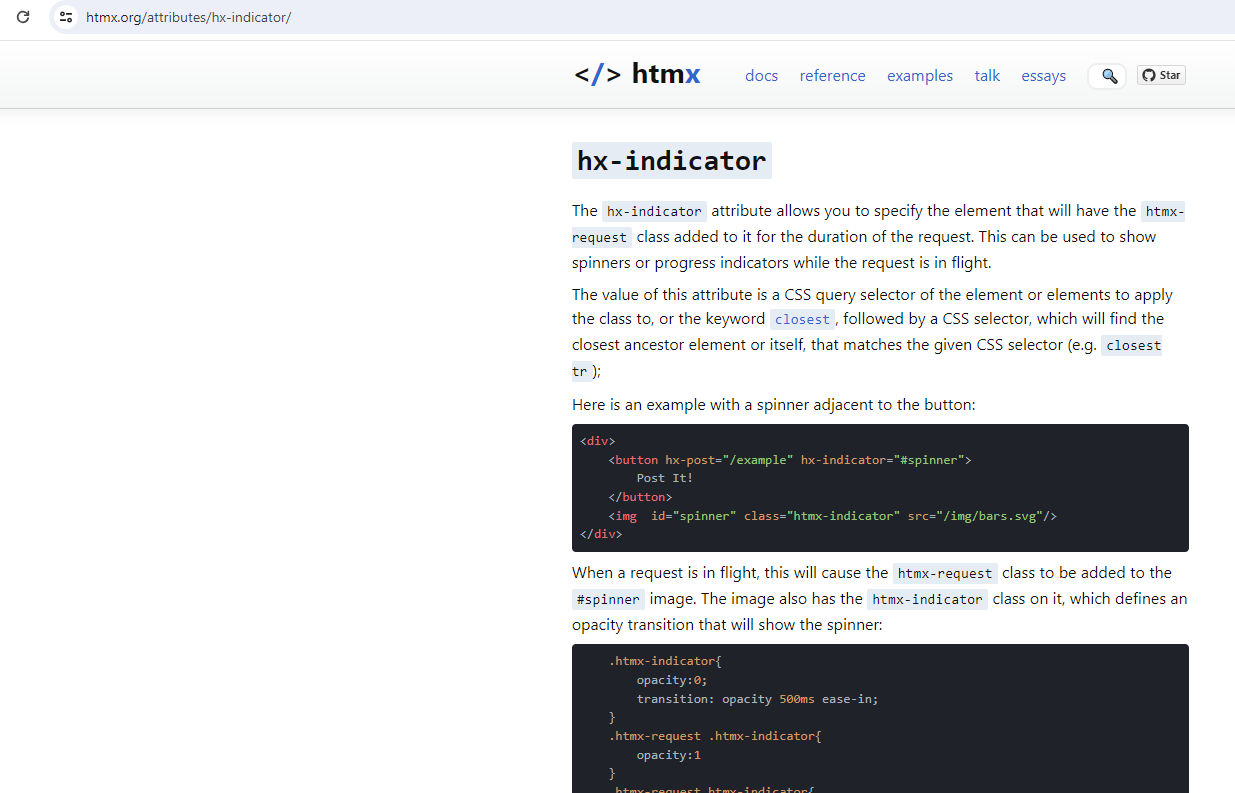 htmx.org/attributes/hx-indicator/
</> htmx docs reference examples talk essays Star
hx-indicator
The hx-indicator attribute allows you to specify the element that will have the htmx-
request class added to it for the duration of the request. This can be used to show
spinners or progress indicators while the request is in flight.
The value of this attribute is a CSS query selector of the element or elements to apply
the class to, or the keyword closest, followed by a CSS selector, which will find the
closest ancestor element or itself, that matches the given CSS selector (e.g. closest
tr);
Here is an example with a spinner adjacent to the button:
<div>
    <button hx-post="/example" hx-indicator="#spinner">
        Post It!
    </button>
    <img  id="spinner" class="htmx-indicator" src="/img/bars.svg"/>
</div>
When a request is in flight, this will cause the htmx-request class to be added to the
#spinner image. The image also has the htmx-indicator class on it, which defines an
opacity transition that will show the spinner:
    .htmx-indicator{
        opacity:0;
        transition: opacity 500ms ease-in;
    }
    .htmx-request .htmx-indicator{
        opacity:1
    }
    .htmx-request.htmx-indicator{